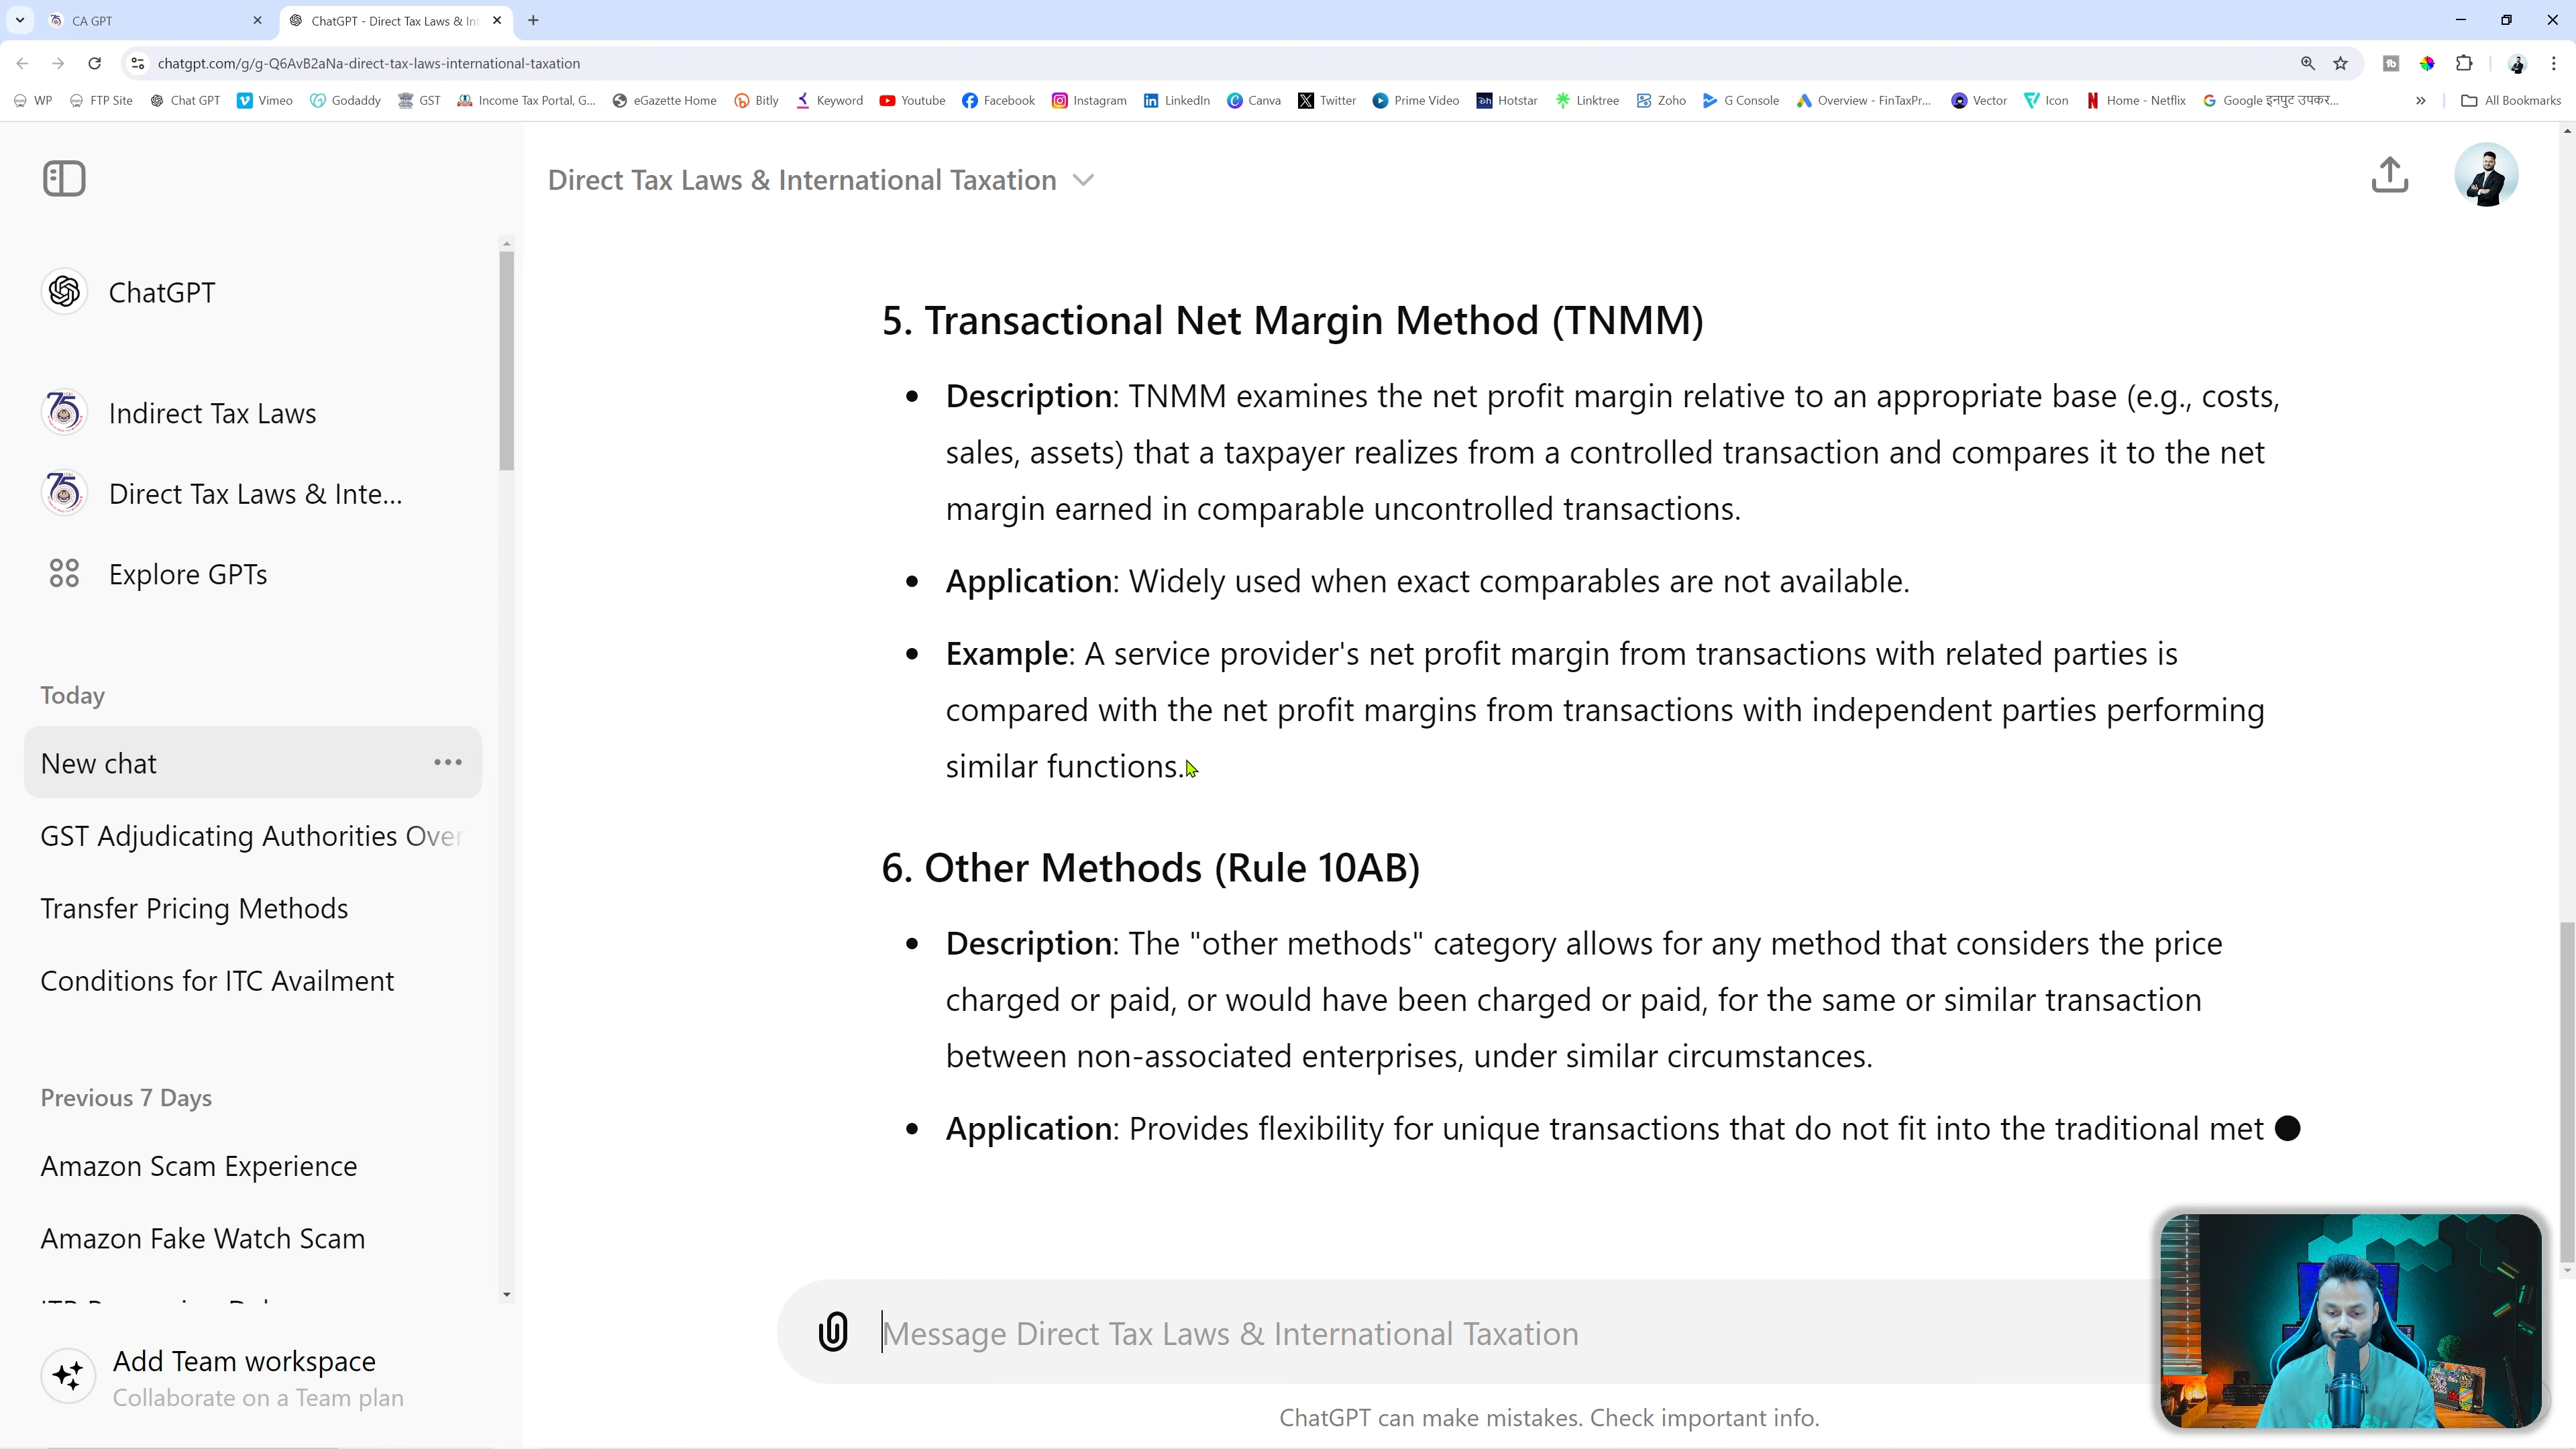 CA GPT
ChatGPT - Direct Tax Laws & Int
chatgpt.com/g/g-Q6AvB2aNa-direct-tax-laws-international-taxation
WP
FTP Site
Chat GPT
Vimeo
Godaddy
GST
Income Tax Portal, G...
eGazette Home
Bitly
Keyword
Youtube
Facebook
Instagram
LinkedIn
Canva
Twitter
Prime Video
Hotstar
Linktree
Zoho
G Console
Overview - FinTaxPr...
Vector
Icon
Home - Netflix
Google इनपुट उपकर...
All Bookmarks
ChatGPT
Indirect Tax Laws
Direct Tax Laws & Inte...
Explore GPTs
Today
New chat
GST Adjudicating Authorities Over
Transfer Pricing Methods
Conditions for ITC Availment
Previous 7 Days
Amazon Scam Experience
Amazon Fake Watch Scam
Add Team workspace
Collaborate on a Team plan
Direct Tax Laws & International Taxation
5. Transactional Net Margin Method (TNMM)
• Description: TNMM examines the net profit margin relative to an appropriate base (e.g., costs,
sales, assets) that a taxpayer realizes from a controlled transaction and compares it to the net
margin earned in comparable uncontrolled transactions.
• Application: Widely used when exact comparables are not available.
• Example: A service provider's net profit margin from transactions with related parties is
compared with the net profit margins from transactions with independent parties performing
similar functions.
6. Other Methods (Rule 10AB)
• Description: The "other methods" category allows for any method that considers the price
charged or paid, or would have been charged or paid, for the same or similar transaction
between non-associated enterprises, under similar circumstances.
• Application: Provides flexibility for unique transactions that do not fit into the traditional met
Message Direct Tax Laws & International Taxation
ChatGPT can make mistakes. Check important info.